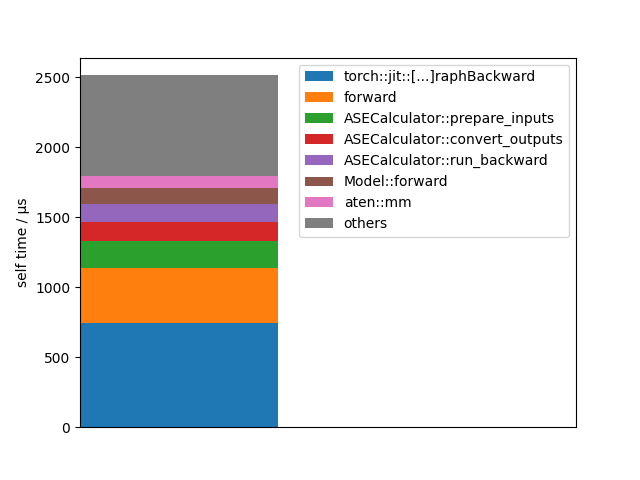 self time / µs
2500
2000
1500
1000
500
0
torch::jit::[...]raphBackward
forward
ASECalculator::prepare_inputs
ASECalculator::convert_outputs
ASECalculator::run_backward
Model::forward
aten::mm
others